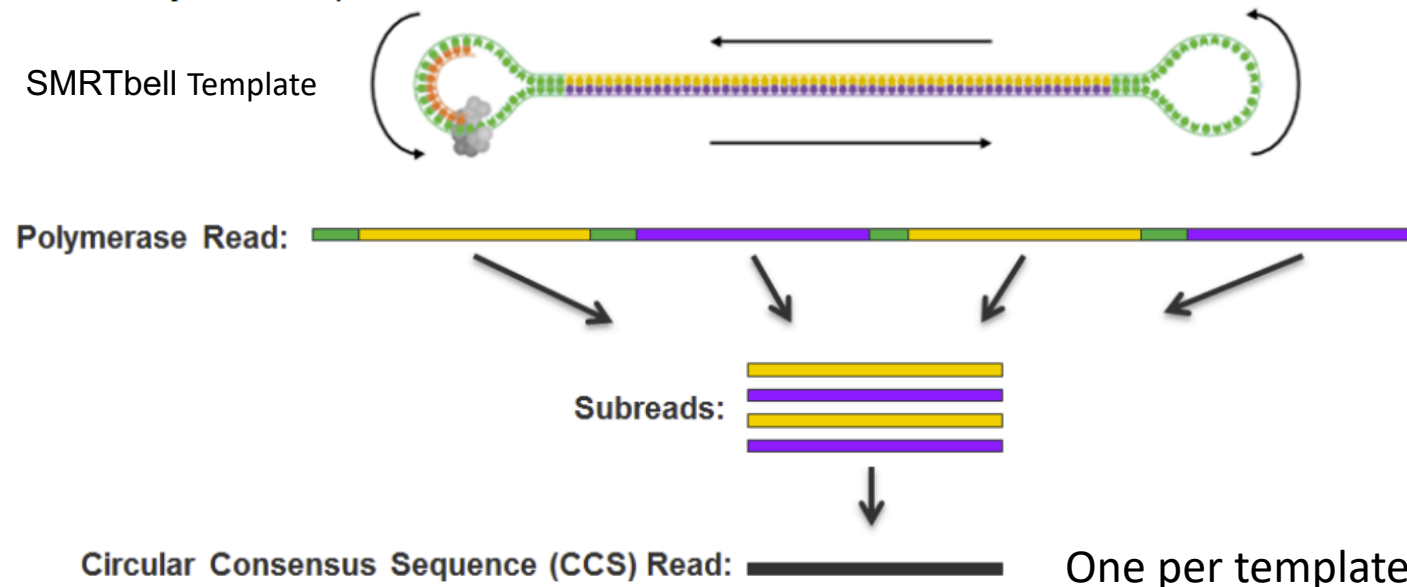 SMRTbell Template
Polymerase Read:
Subreads:
Circular Consensus Sequence (CCS) Read:
One per template